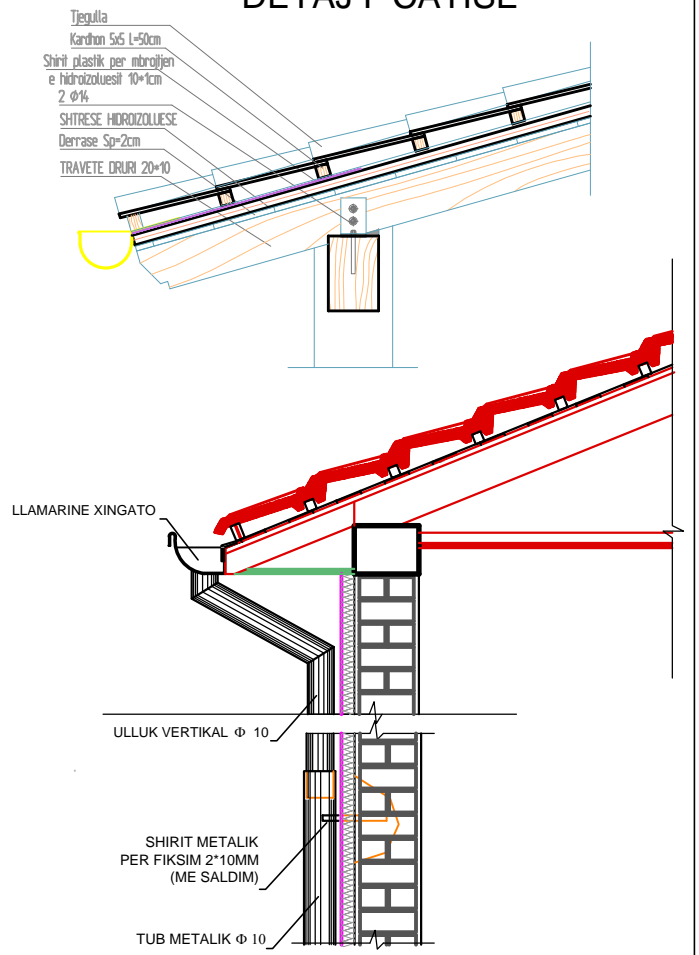 DETAJ I ÇATISE
Tjegulla
Kardhon 5x5 L=50cm
Shirit plastik per mbrojtjen
e hidroizoluesit 10*1cm
2 Ø14
SHTRESE HIDROIZOLUESE
Derrase Sp=2cm
TRAVETE DRURI 20*10
LLAMARINE XINGATO
ULLUK VERTIKAL Φ 10
SHIRIT METALIK
PER FIKSIM 2*10MM
(ME SALDIM)
TUB METALIK Φ 10